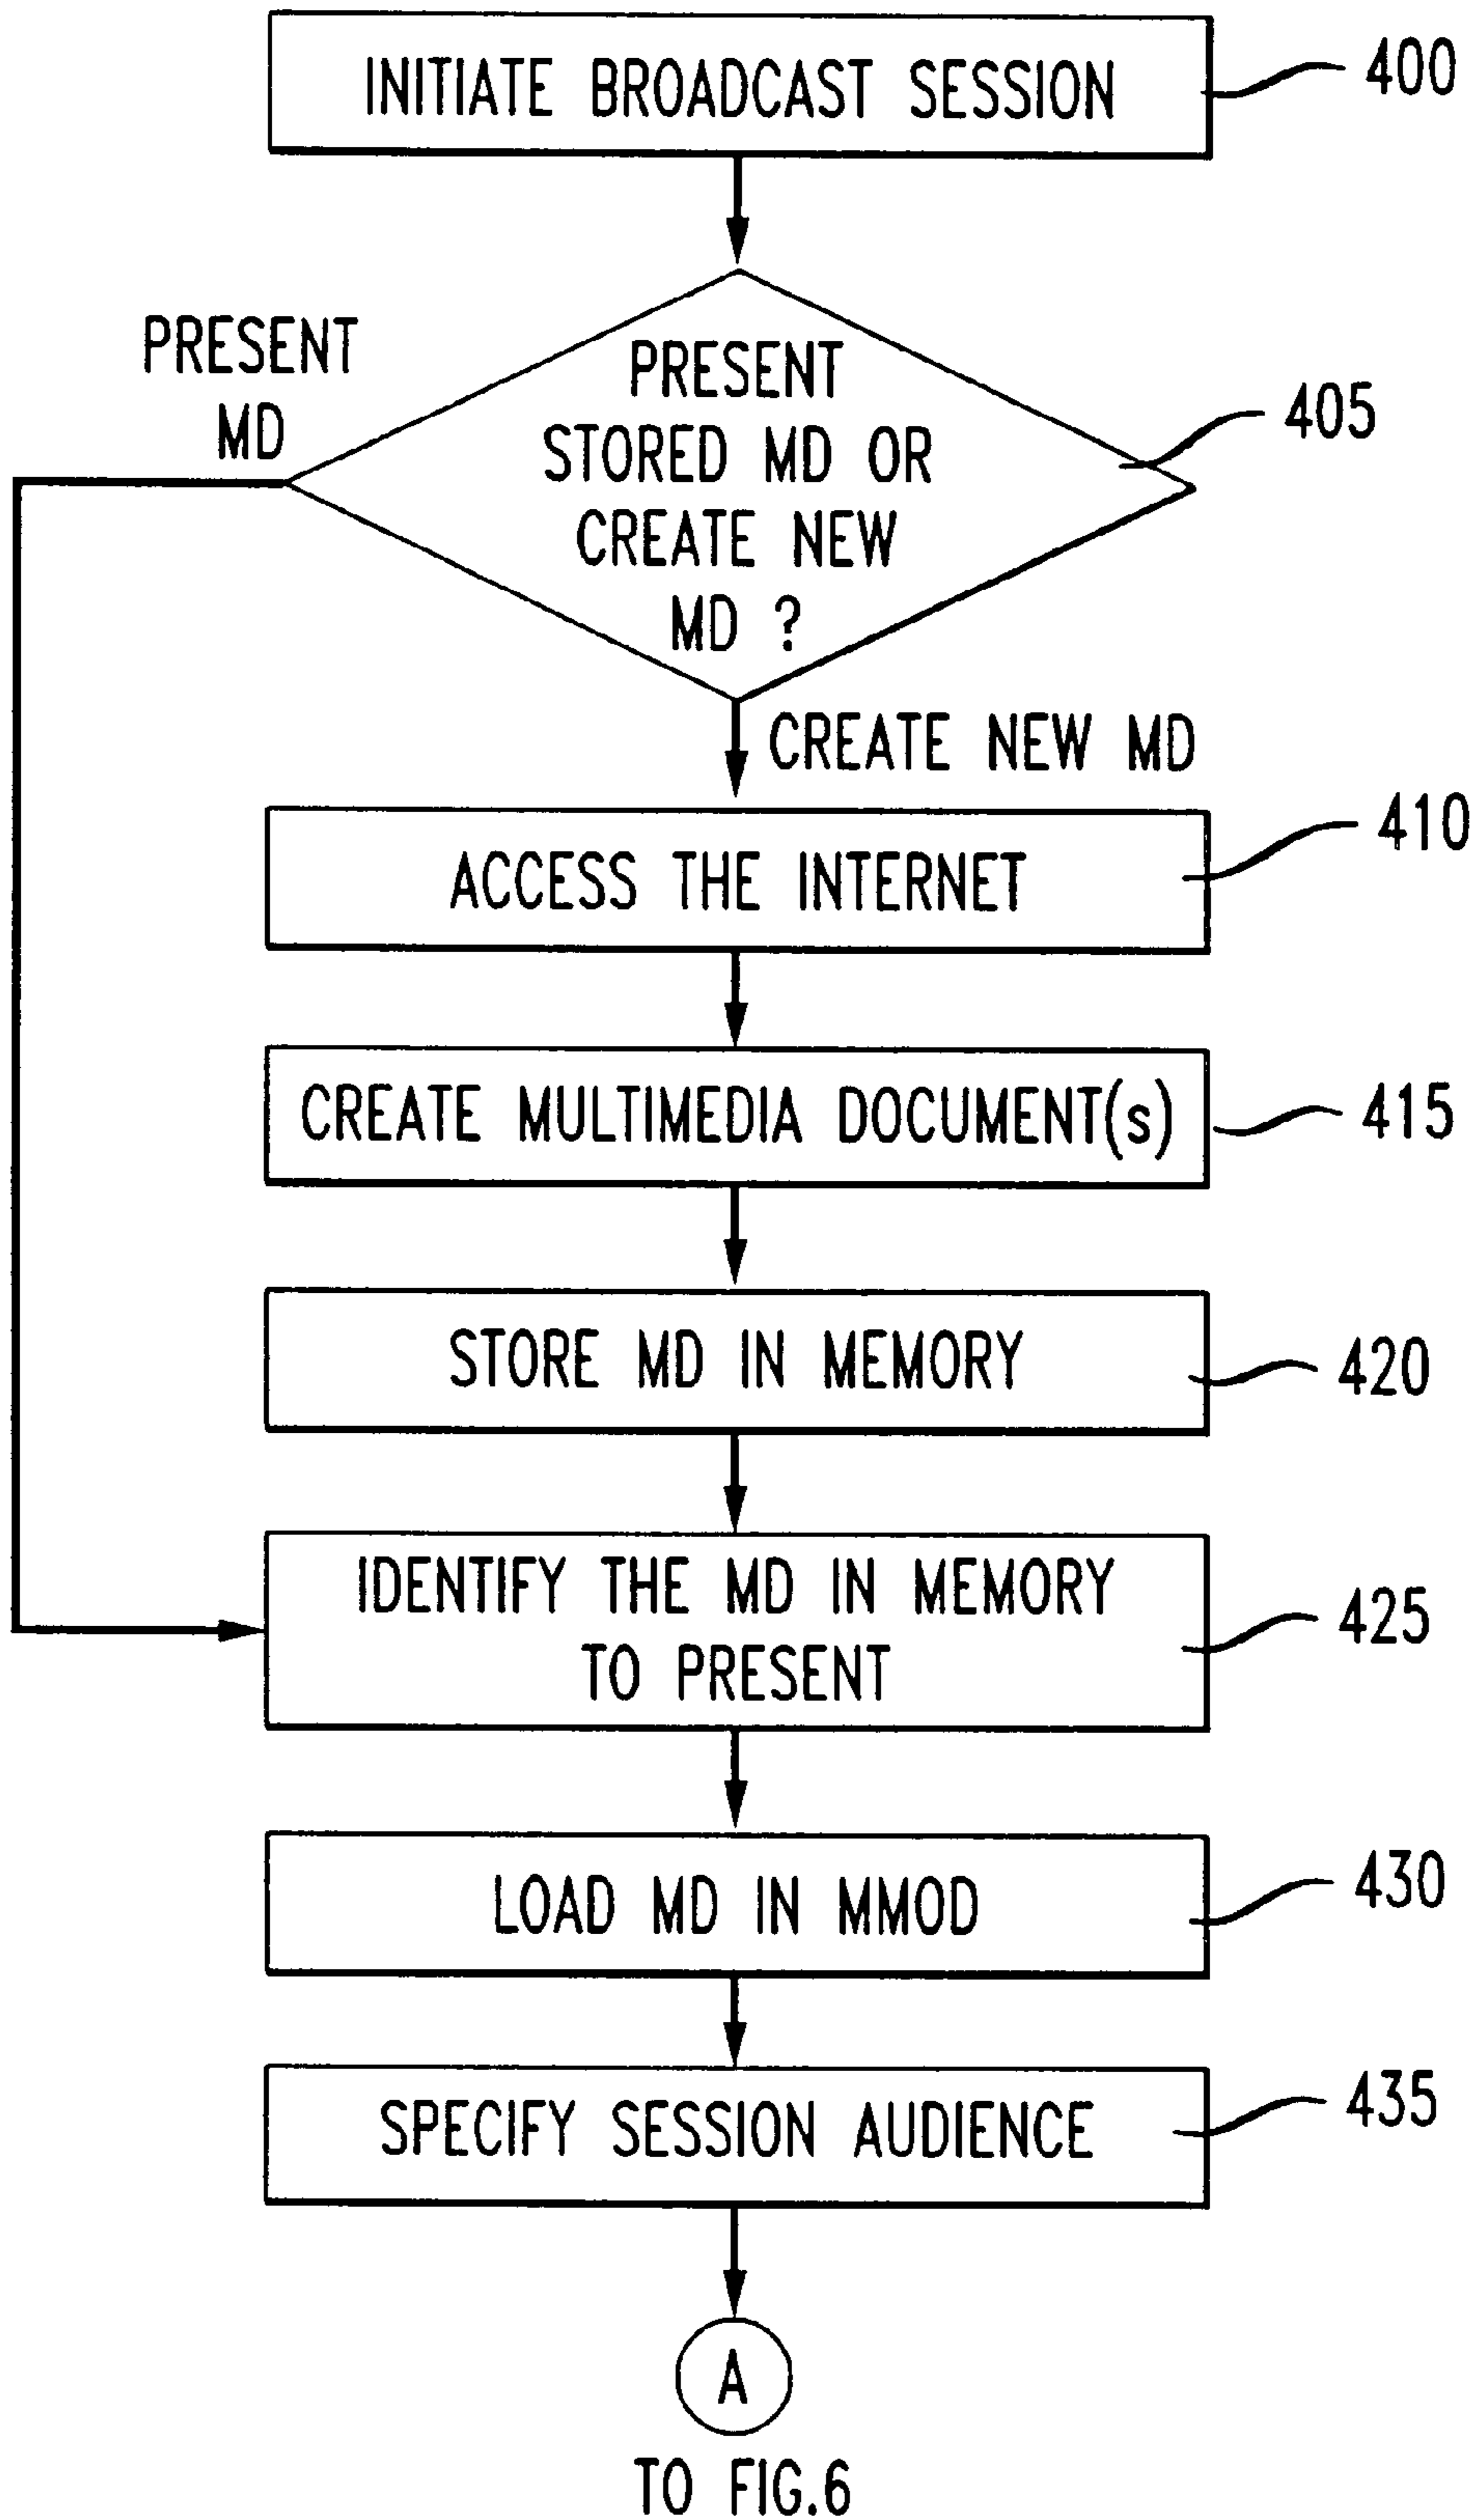 INITIATE BROADCAST SESSION
400
PRESENT
MD
PRESENT
STORED MD OR
CREATE NEW
MD ?
405
CREATE NEW MD
ACCESS THE INTERNET
410
CREATE MULTIMEDIA DOCUMENT(s)
415
STORE MD IN MEMORY
420
IDENTIFY THE MD IN MEMORY
TO PRESENT
425
LOAD MD IN MMOD
430
SPECIFY SESSION AUDIENCE
435
A
TO FIG.6